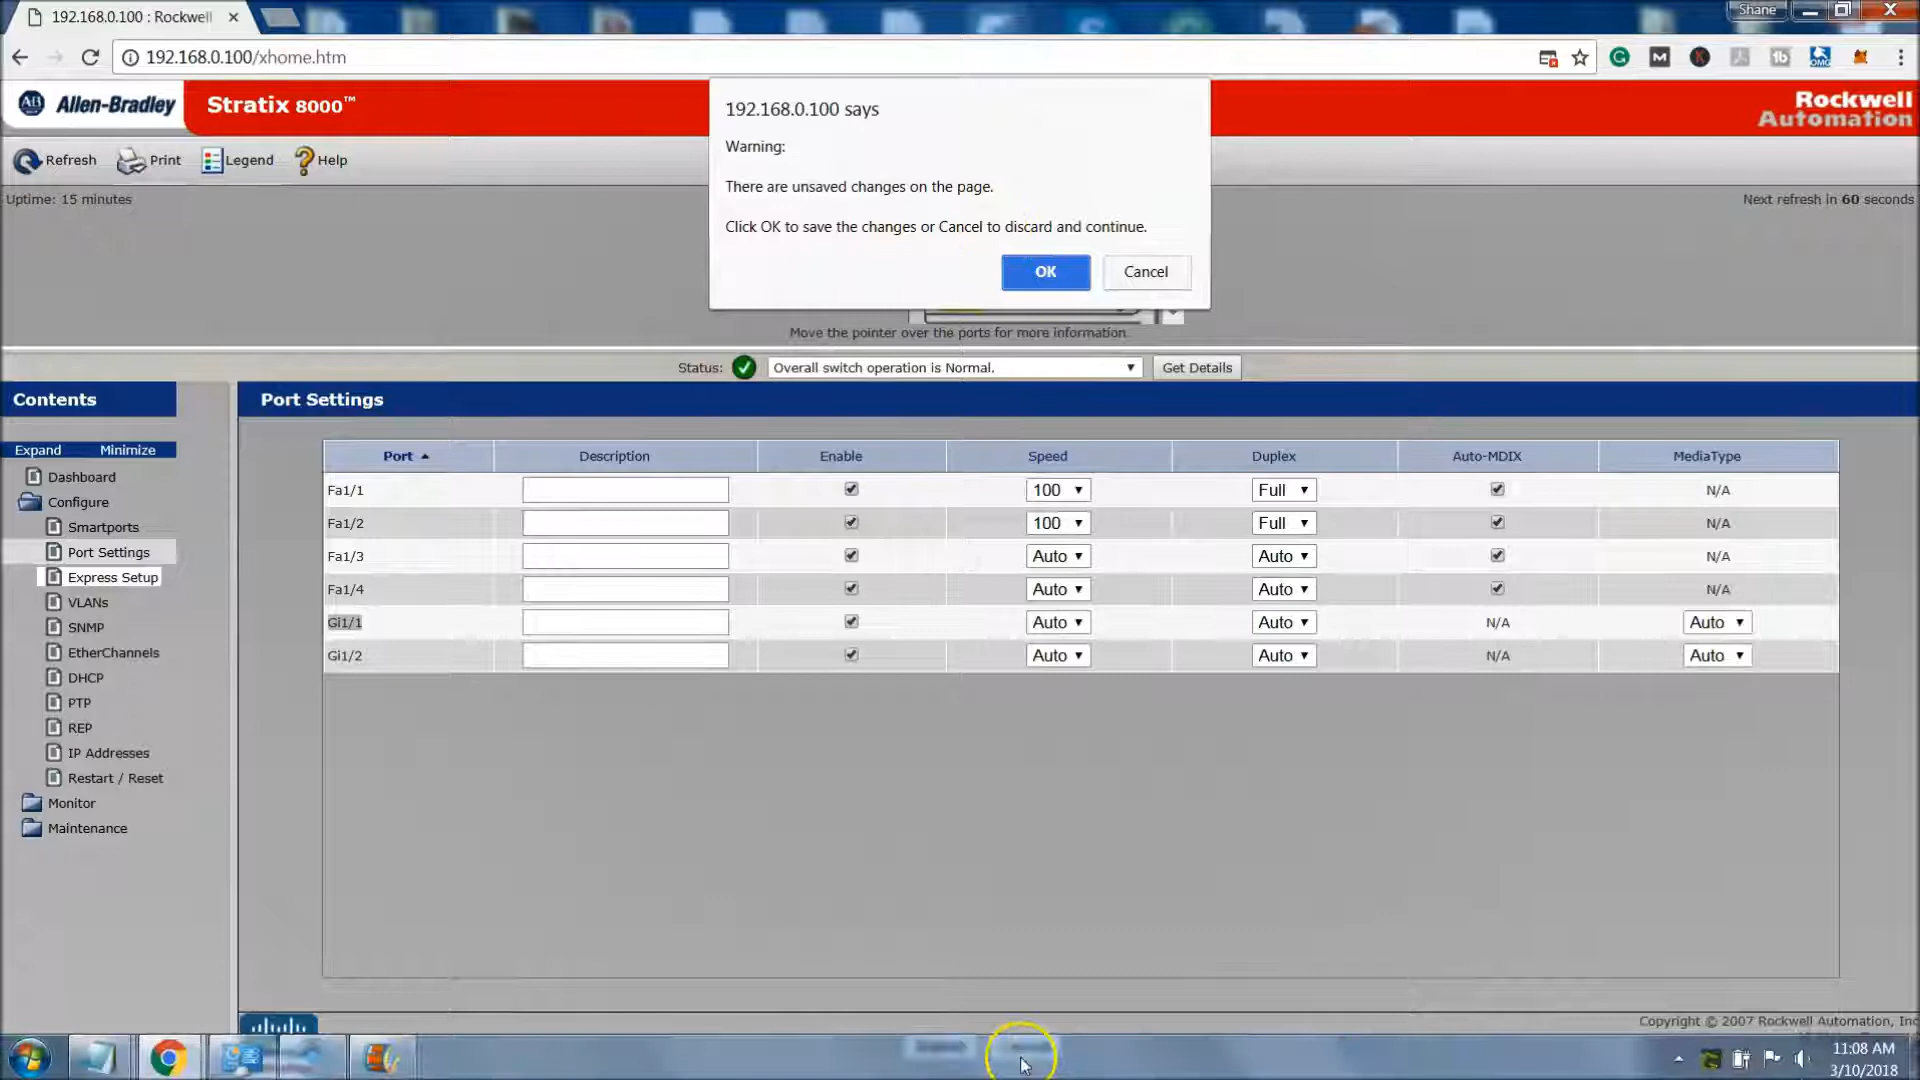 192.168.0.100 : Rockwell
Shane
192.168.0.100/xhome.htm
Allen-Bradley
Stratix 8000™
Rockwell
Automation
192.168.0.100 says
Warning:
There are unsaved changes on the page.
Click OK to save the changes or Cancel to discard and continue.
OK Cancel
Refresh Print Legend Help
Uptime: 15 minutes
Next refresh in 60 seconds
Move the pointer over the ports for more information.
Status: Overall switch operation is Normal. Get Details
Contents
Port Settings
Expand Minimize
Dashboard
Configure
Smartports
Port Settings
Express Setup
VLANs
SNMP
EtherChannels
DHCP
PTP
REP
IP Addresses
Restart / Reset
Monitor
Maintenance
Port Description Enable Speed Duplex Auto-MDIX MediaType
Fa1/1 100 Full N/A
Fa1/2 100 Full N/A
Fa1/3 Auto Auto N/A
Fa1/4 Auto Auto N/A
Gi1/1 Auto Auto N/A Auto
Gi1/2 Auto Auto N/A Auto
Copyright © 2007 Rockwell Automation, Inc
11:08 AM
3/10/2018